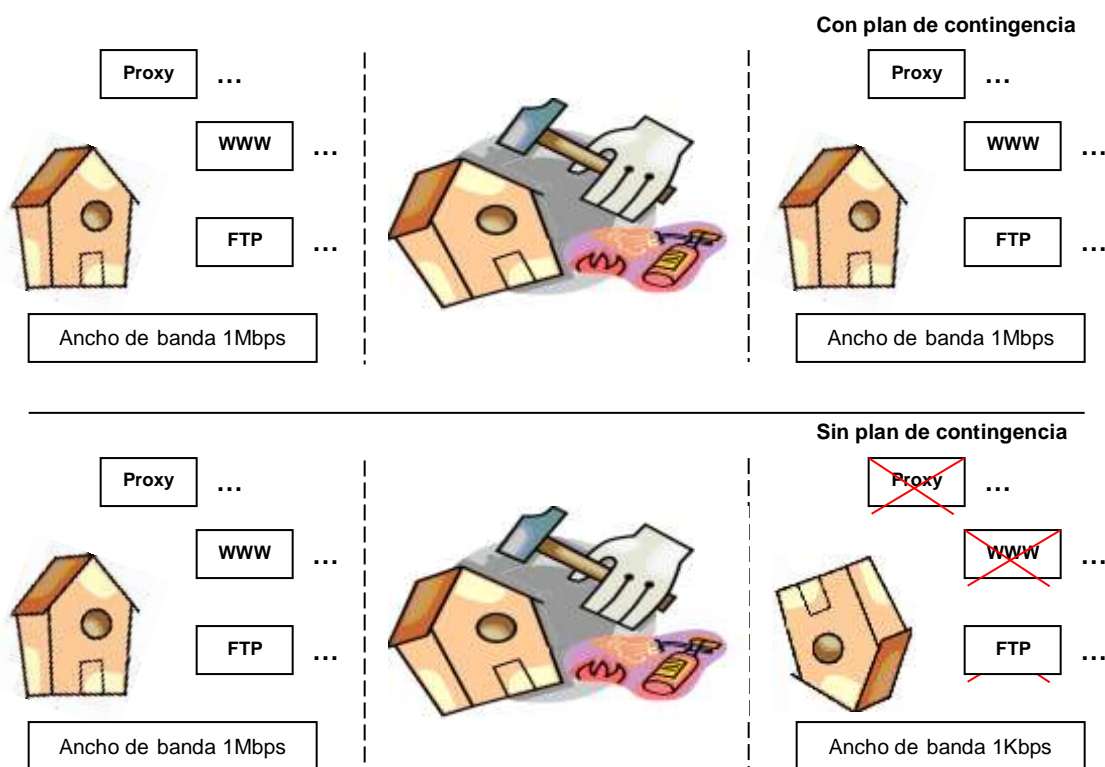 Con plan de contingencia
Proxy ...
Proxy ...
WWW ...
WWW ...
FTP ...
FTP ...
Ancho de banda 1Mbps
Ancho de banda 1Mbps
Sin plan de contingencia
Proxy ...
Proxy ...
WWW ...
WWW ...
FTP ...
FTP ...
Ancho de banda 1Mbps
Ancho de banda 1Kbps